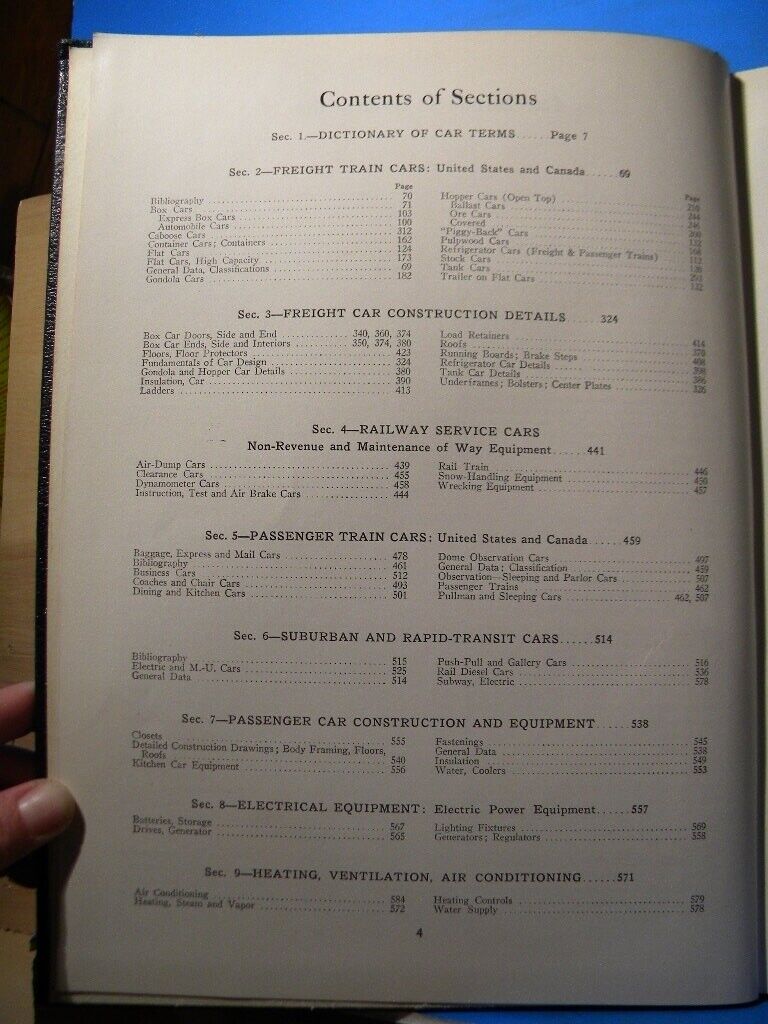 Contents of Sections
Sec. 1.—DICTIONARY OF CAR TERMS ..... Page 7
Sec. 2—FREIGHT TRAIN CARS: United States and Canada ..... 69
Page
Bibliography 70
Box Cars 71
Express Box Cars 103
Automobile Cars 100
Caboose Cars 312
Container Cars; Containers 162
Flat Cars 124
Flat Cars, High Capacity 173
General Data, Classifications 69
Gondola Cars 182
Page
Hopper Cars (Open Top)
Ballast Cars
Ore Cars
Covered
"Piggy-Back" Cars
Pulpwood Cars
Refrigerator Cars (Freight & Passenger Trains)
Stock Cars
Tank Cars
Trailer on Flat Cars
Sec. 3—FREIGHT CAR CONSTRUCTION DETAILS ..... 324
Box Car Doors, Side and End 340, 360, 374
Box Car Ends, Side and Interiors 350, 374, 380
Floors, Floor Protectors 423
Fundamentals of Car Design 324
Gondola and Hopper Car Details 380
Insulation, Car 390
Ladders 413
Load Retainers
Roofs
Running Boards; Brake Steps
Refrigerator Car Details
Tank Car Details
Underframes; Bolsters; Center Plates
Sec. 4—RAILWAY SERVICE CARS
Non-Revenue and Maintenance of Way Equipment ..... 441
Air-Dump Cars 439
Clearance Cars 455
Dynamometer Cars 458
Instruction, Test and Air Brake Cars 444
Rail Train 446
Snow-Handling Equipment 450
Wrecking Equipment 457
Sec. 5—PASSENGER TRAIN CARS: United States and Canada ..... 459
Baggage, Express and Mail Cars 478
Bibliography 461
Business Cars 512
Coaches and Chair Cars 493
Dining and Kitchen Cars 501
Dome Observation Cars 497
General Data; Classification 459
Observation—Sleeping and Parlor Cars 507
Passenger Trains 462
Pullman and Sleeping Cars 462, 507
Sec. 6—SUBURBAN AND RAPID-TRANSIT CARS ...... 514
Bibliography 515
Electric and M.-U. Cars 525
General Data 514
Push-Pull and Gallery Cars 516
Rail Diesel Cars 536
Subway, Electric 578
Sec. 7—PASSENGER CAR CONSTRUCTION AND EQUIPMENT ...... 538
Closets 555
Detailed Construction Drawings; Body Framing, Floors,
Roofs 540
Kitchen Car Equipment 556
Fastenings 545
General Data 538
Insulation 549
Water, Coolers 553
Sec. 8—ELECTRICAL EQUIPMENT: Electric Power Equipment ...... 557
Batteries, Storage 567
Drives, Generator 565
Lighting Fixtures 569
Generators; Regulators 558
Sec. 9—HEATING, VENTILATION, AIR CONDITIONING ...... 571
Air Conditioning 584
Heating, Steam and Vapor 572
Heating Controls 579
Water Supply 578
4